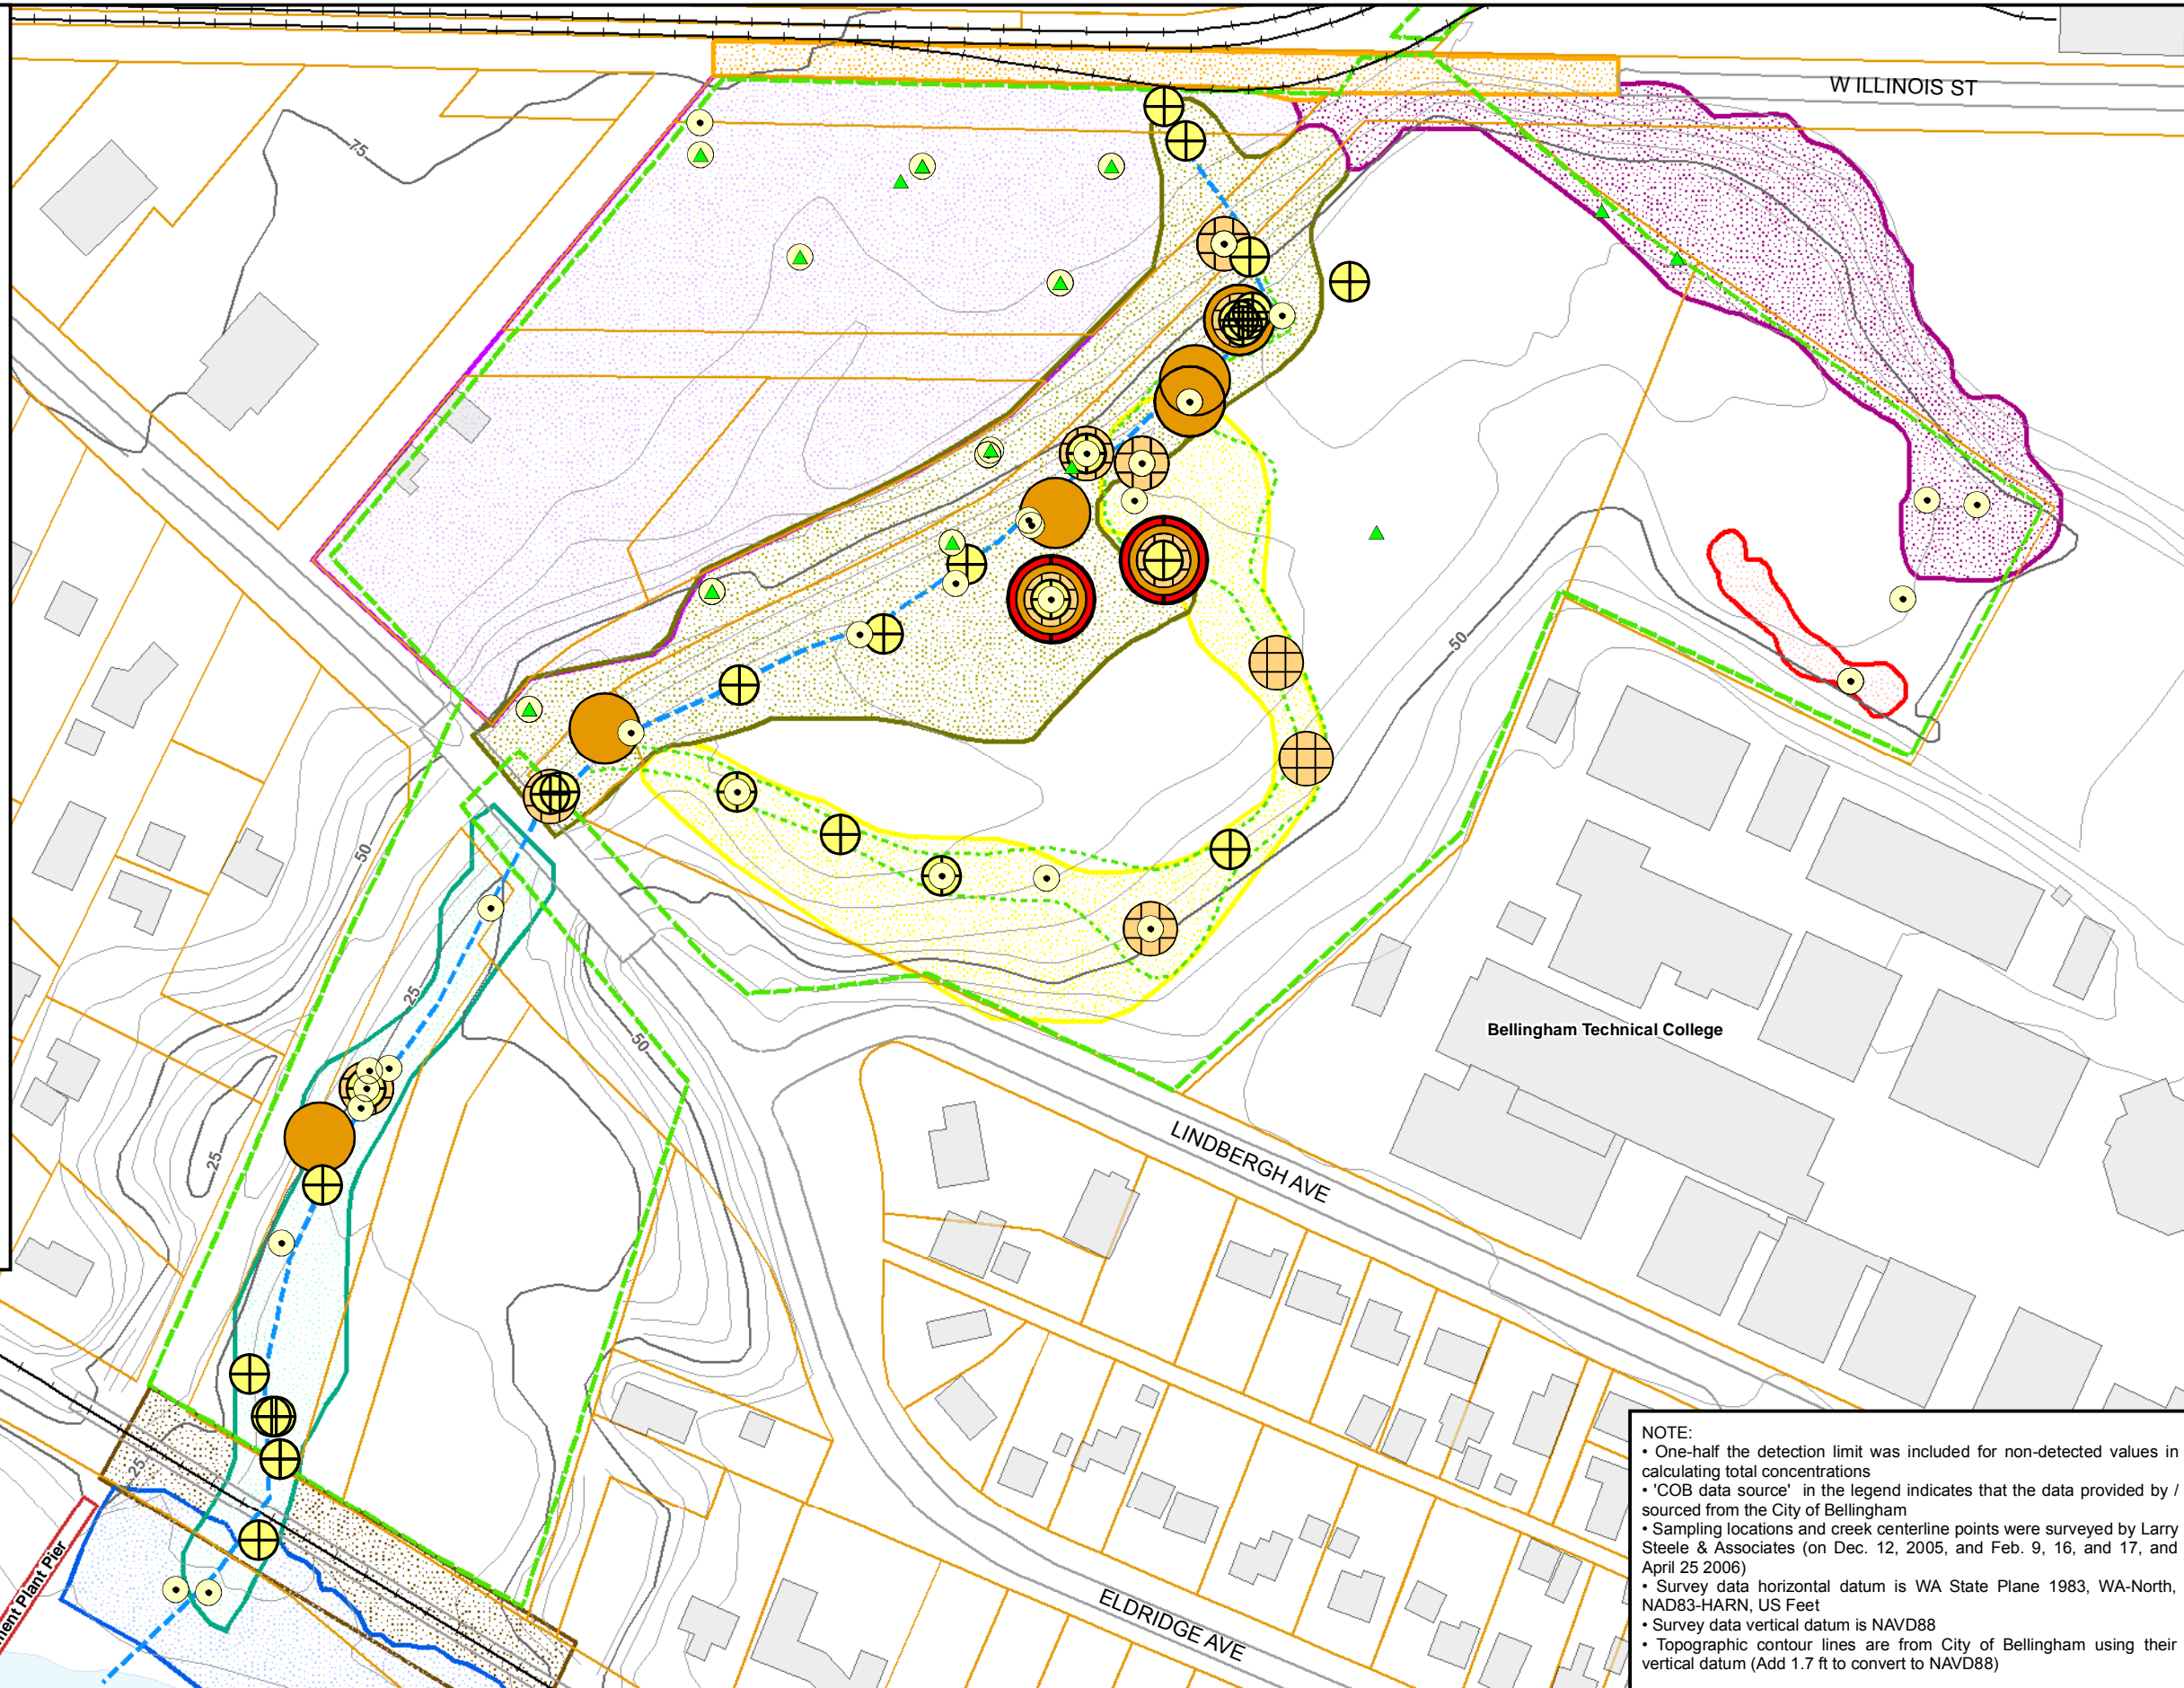 W ILLINOIS ST
75
50
50
25
50
25
Bellingham Technical College
LINDBERGH AVE
ELDRIDGE AVE
25
Plant Pier
NOTE:
• One-half the detection limit was included for non-detected values in
calculating total concentrations
• 'COB data source' in the legend indicates that the data provided by /
sourced from the City of Bellingham
• Sampling locations and creek centerline points were surveyed by Larry
Steele & Associates (on Dec. 12, 2005, and Feb. 9, 16, and 17, and
April 25 2006)
• Survey data horizontal datum is WA State Plane 1983, WA-North,
NAD83-HARN, US Feet
• Survey data vertical datum is NAVD88
• Topographic contour lines are from City of Bellingham using their
vertical datum (Add 1.7 ft to convert to NAVD88)